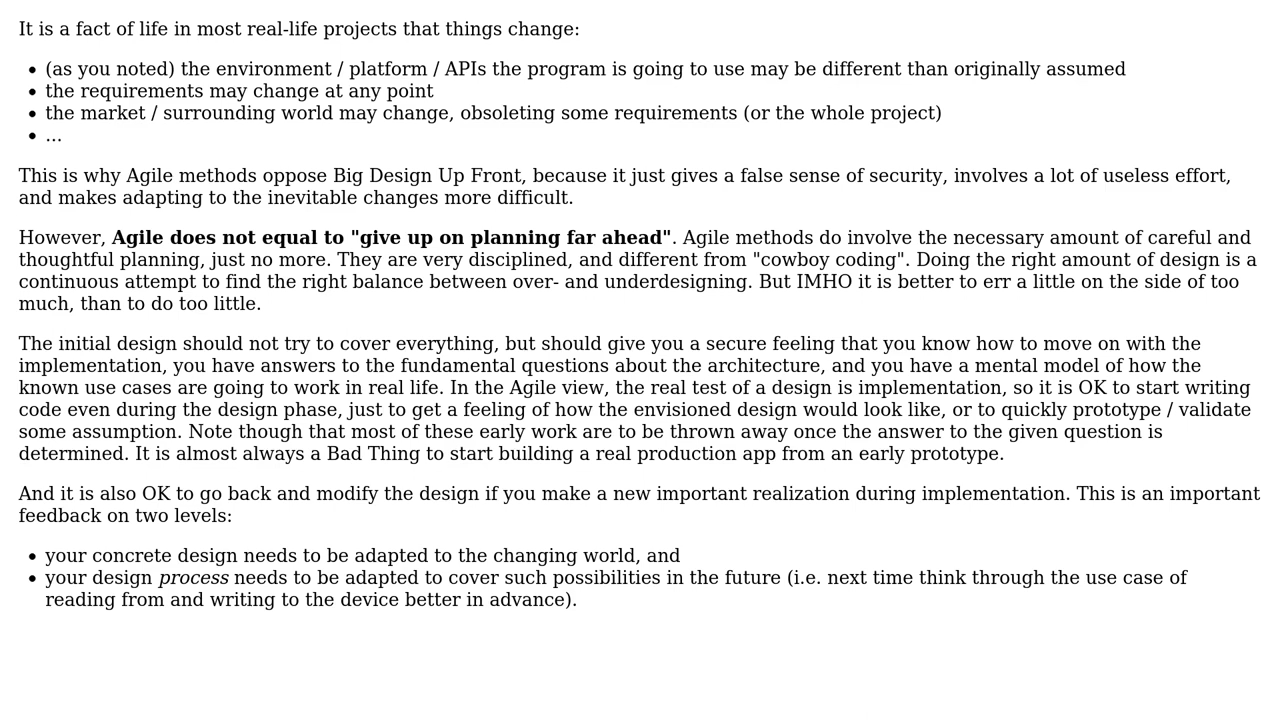 It is a fact of life in most real-life projects that things change:
• (as you noted) the environment / platform / APIs the program is going to use may be different than originally assumed
• the requirements may change at any point
• the market / surrounding world may change, obsoleting some requirements (or the whole project)
• ...
This is why Agile methods oppose Big Design Up Front, because it just gives a false sense of security, involves a lot of useless effort,
and makes adapting to the inevitable changes more difficult.
However, Agile does not equal to "give up on planning far ahead". Agile methods do involve the necessary amount of careful and
thoughtful planning, just no more. They are very disciplined, and different from "cowboy coding". Doing the right amount of design is a
continuous attempt to find the right balance between over- and underdesigning. But IMHO it is better to err a little on the side of too
much, than to do too little.
The initial design should not try to cover everything, but should give you a secure feeling that you know how to move on with the
implementation, you have answers to the fundamental questions about the architecture, and you have a mental model of how the
known use cases are going to work in real life. In the Agile view, the real test of a design is implementation, so it is OK to start writing
code even during the design phase, just to get a feeling of how the envisioned design would look like, or to quickly prototype / validate
some assumption. Note though that most of these early work are to be thrown away once the answer to the given question is
determined. It is almost always a Bad Thing to start building a real production app from an early prototype.
And it is also OK to go back and modify the design if you make a new important realization during implementation. This is an important
feedback on two levels:
• your concrete design needs to be adapted to the changing world, and
• your design process needs to be adapted to cover such possibilities in the future (i.e. next time think through the use case of
reading from and writing to the device better in advance).